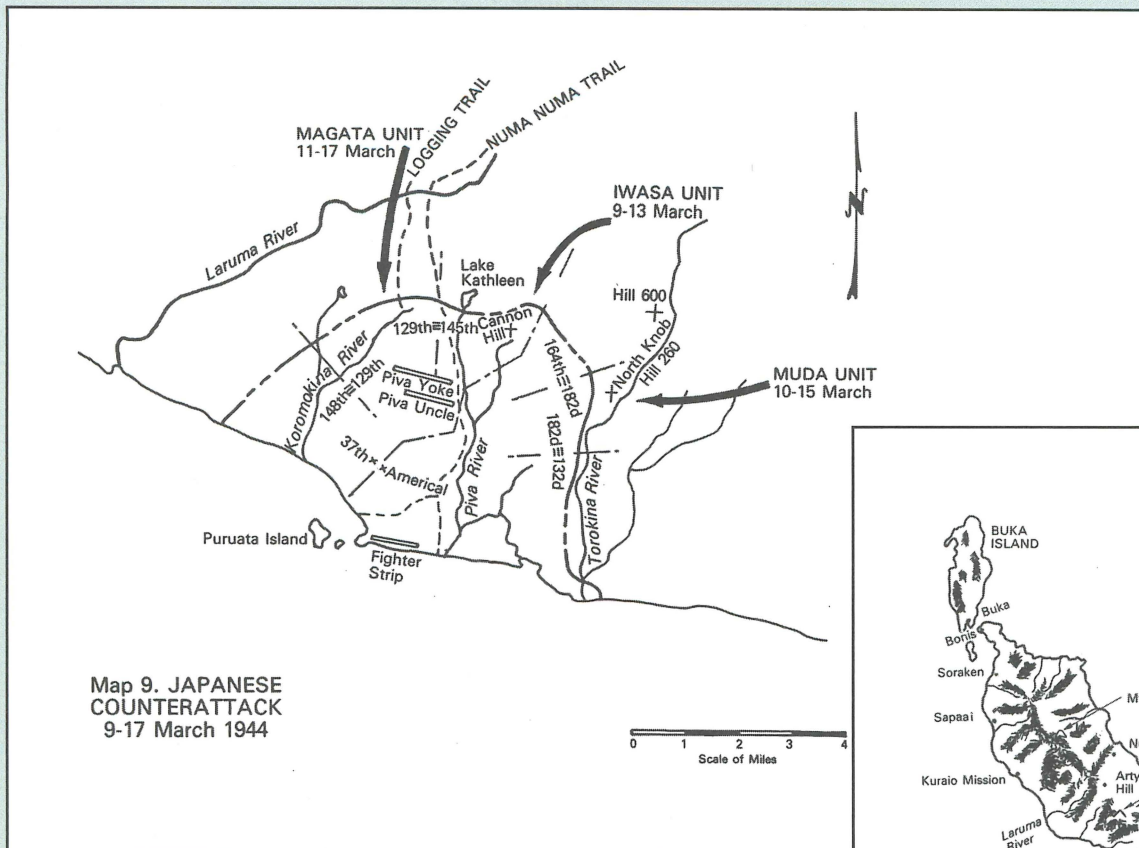 LOGGING TRAIL
NUMA NUMA TRAIL
MAGATA UNIT
11-17 March
IWASA UNIT
9-13 March
N
Laruma River
Lake
Kathleen
Hill 600
129th 145th
Cannon
Hill
North Knob
Hill 260
MUDA UNIT
10-15 March
Koromokina River
148th 129th
Piva Yoke
Piva Uncle
164th 182d
182d 132d
37th x x Americal
Piva River
Torokina River
Puruata Island
Fighter
Strip
Map 9. JAPANESE
COUNTERATTACK
9-17 March 1944
0 1 2 3 4
Scale of Miles
BUKA
ISLAND
Buka
Bonis
Soraken
M
Sapaai
N
Kuraio Mission
Arty
Hill
Laruma
River